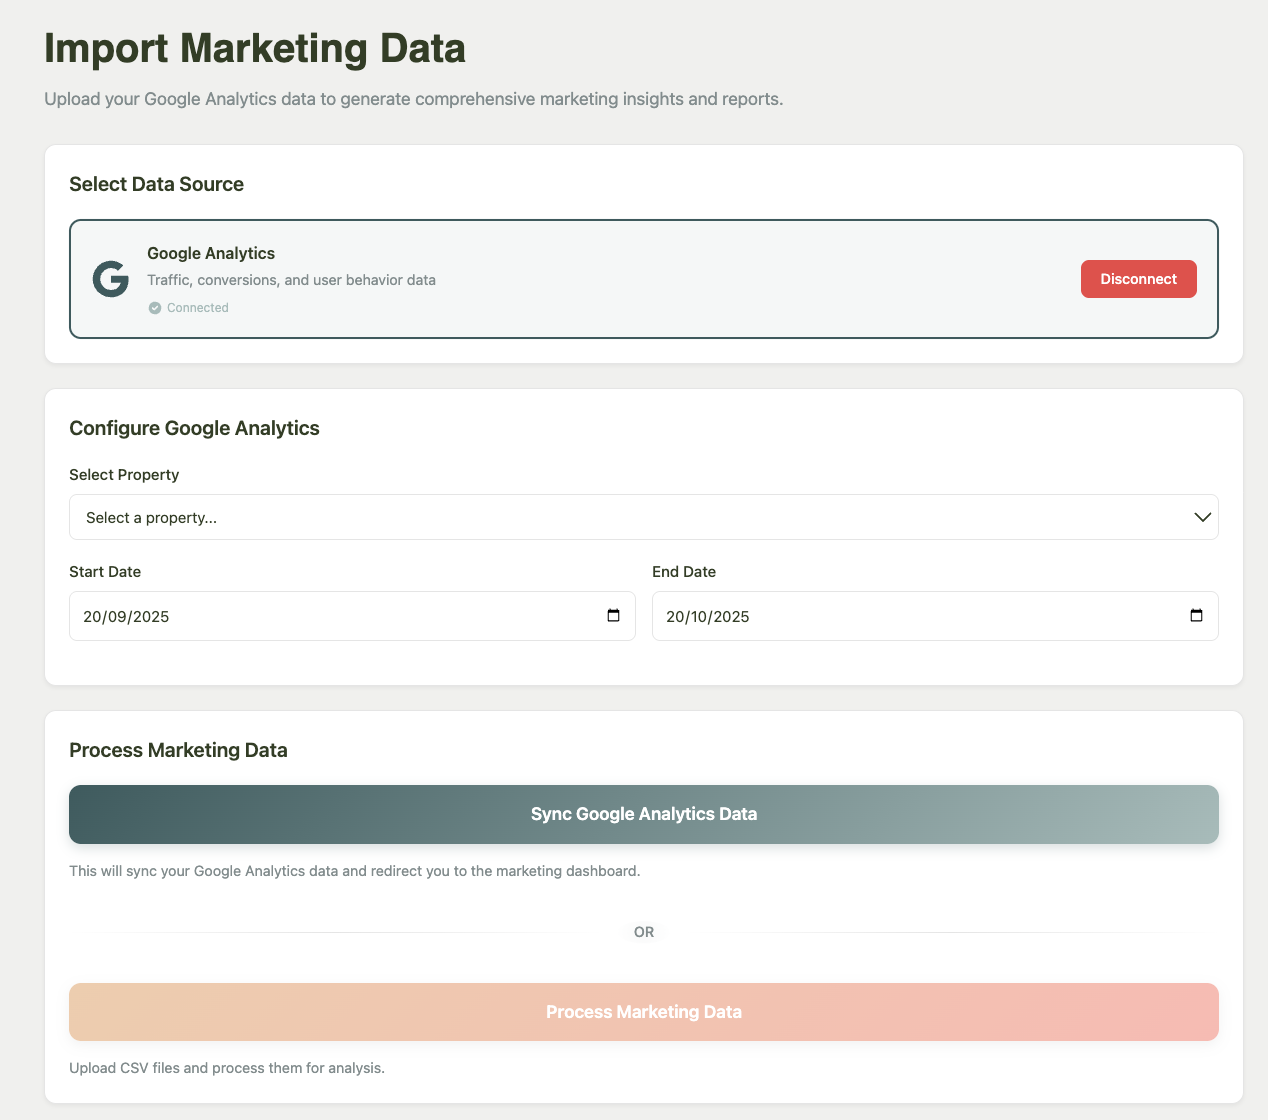 Import Marketing Data
Upload your Google Analytics data to generate comprehensive marketing insights and reports.
Select Data Source
Google Analytics
Traffic, conversions, and user behavior data
Connected
Disconnect
Configure Google Analytics
Select Property
Select a property...
Start Date
End Date
20/09/2025
20/10/2025
Process Marketing Data
Sync Google Analytics Data
This will sync your Google Analytics data and redirect you to the marketing dashboard.
OR
Process Marketing Data
Upload CSV files and process them for analysis.